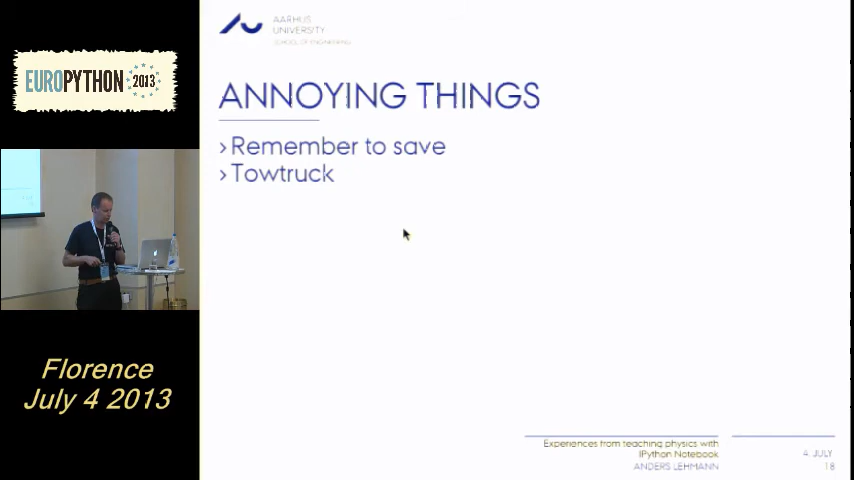 AARHUS
UNIVERSITY
SCHOOL OF ENGINEERING
EUROPYTHON 2013
ANNOYING THINGS
›Remember to save
›Towtruck
Florence
July 4 2013
Experiences from teaching physics with
IPython Notebook
ANDERS LEHMANN
4. JULY
18